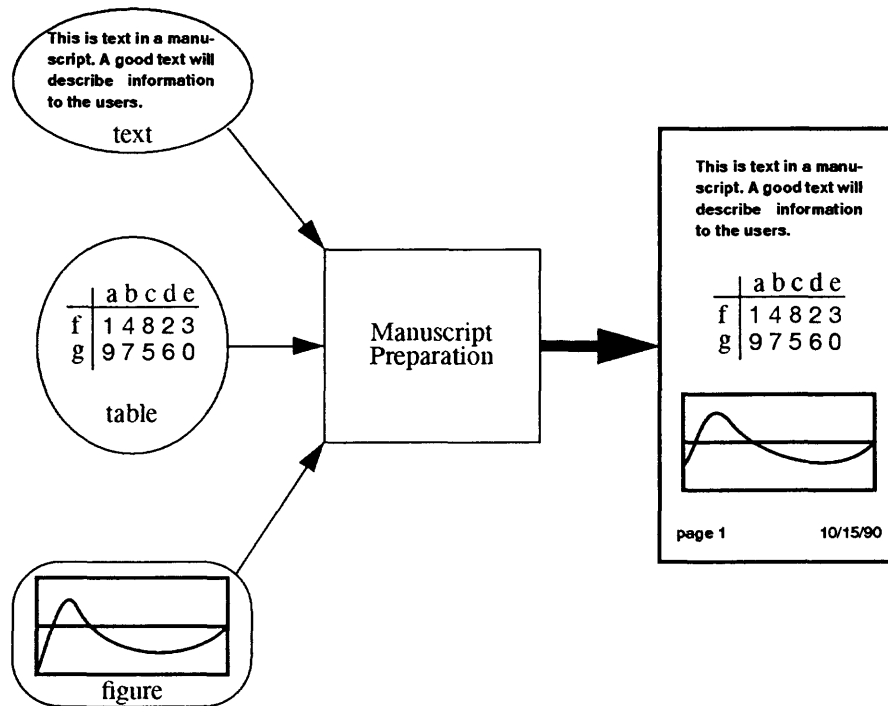 This is text in a manu-
script. A good text will
describe information
to the users.
text
a b c d e
f 1 4 8 2 3
g 9 7 5 6 0
table
figure
Manuscript
Preparation
This is text in a manu-
script. A good text will
describe information
to the users.
a b c d e
f 1 4 8 2 3
g 9 7 5 6 0
page 1 10/15/90